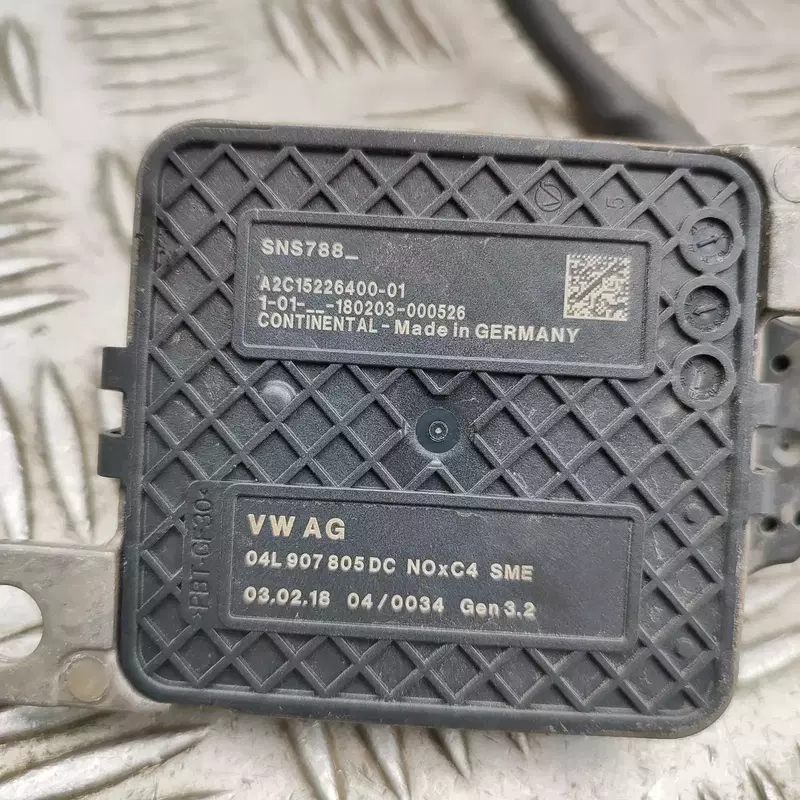 5
SNS788_
A2C15226400-01
1-01-__-180203-000526
CONTINENTAL - Made in GERMANY
VW AG
04L 907 805 DC NOxC4 SME
03.02.18 04/0034 Gen 3.2